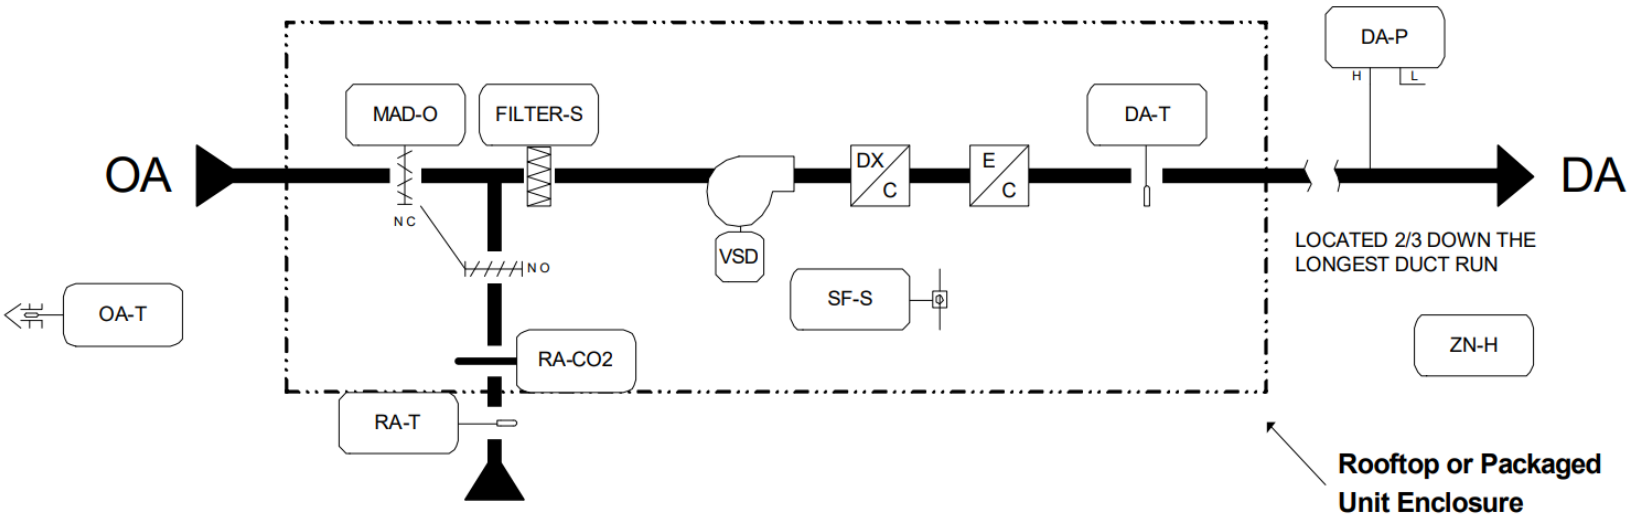 DA-P
H
L
MAD-O
FILTER-S
DA-T
OA
DX
C
E
C
DA
NC
VSD
LOCATED 2/3 DOWN THE
LONGEST DUCT RUN
NO
OA-T
SF-S
ZN-H
RA-CO2
RA-T
Rooftop or Packaged
Unit Enclosure